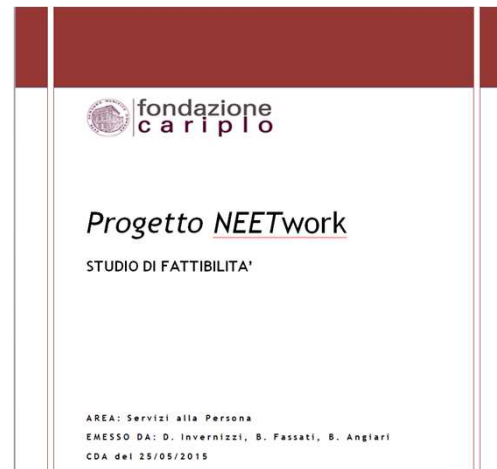 fondazione
cariplo
Progetto NEETwork
STUDIO DI FATTIBILITA'
AREA: Servizi alla Persona
EMESSO DA: D. Invernizzi, B. Fassati, B. Angiari
CDA del 25/05/2015